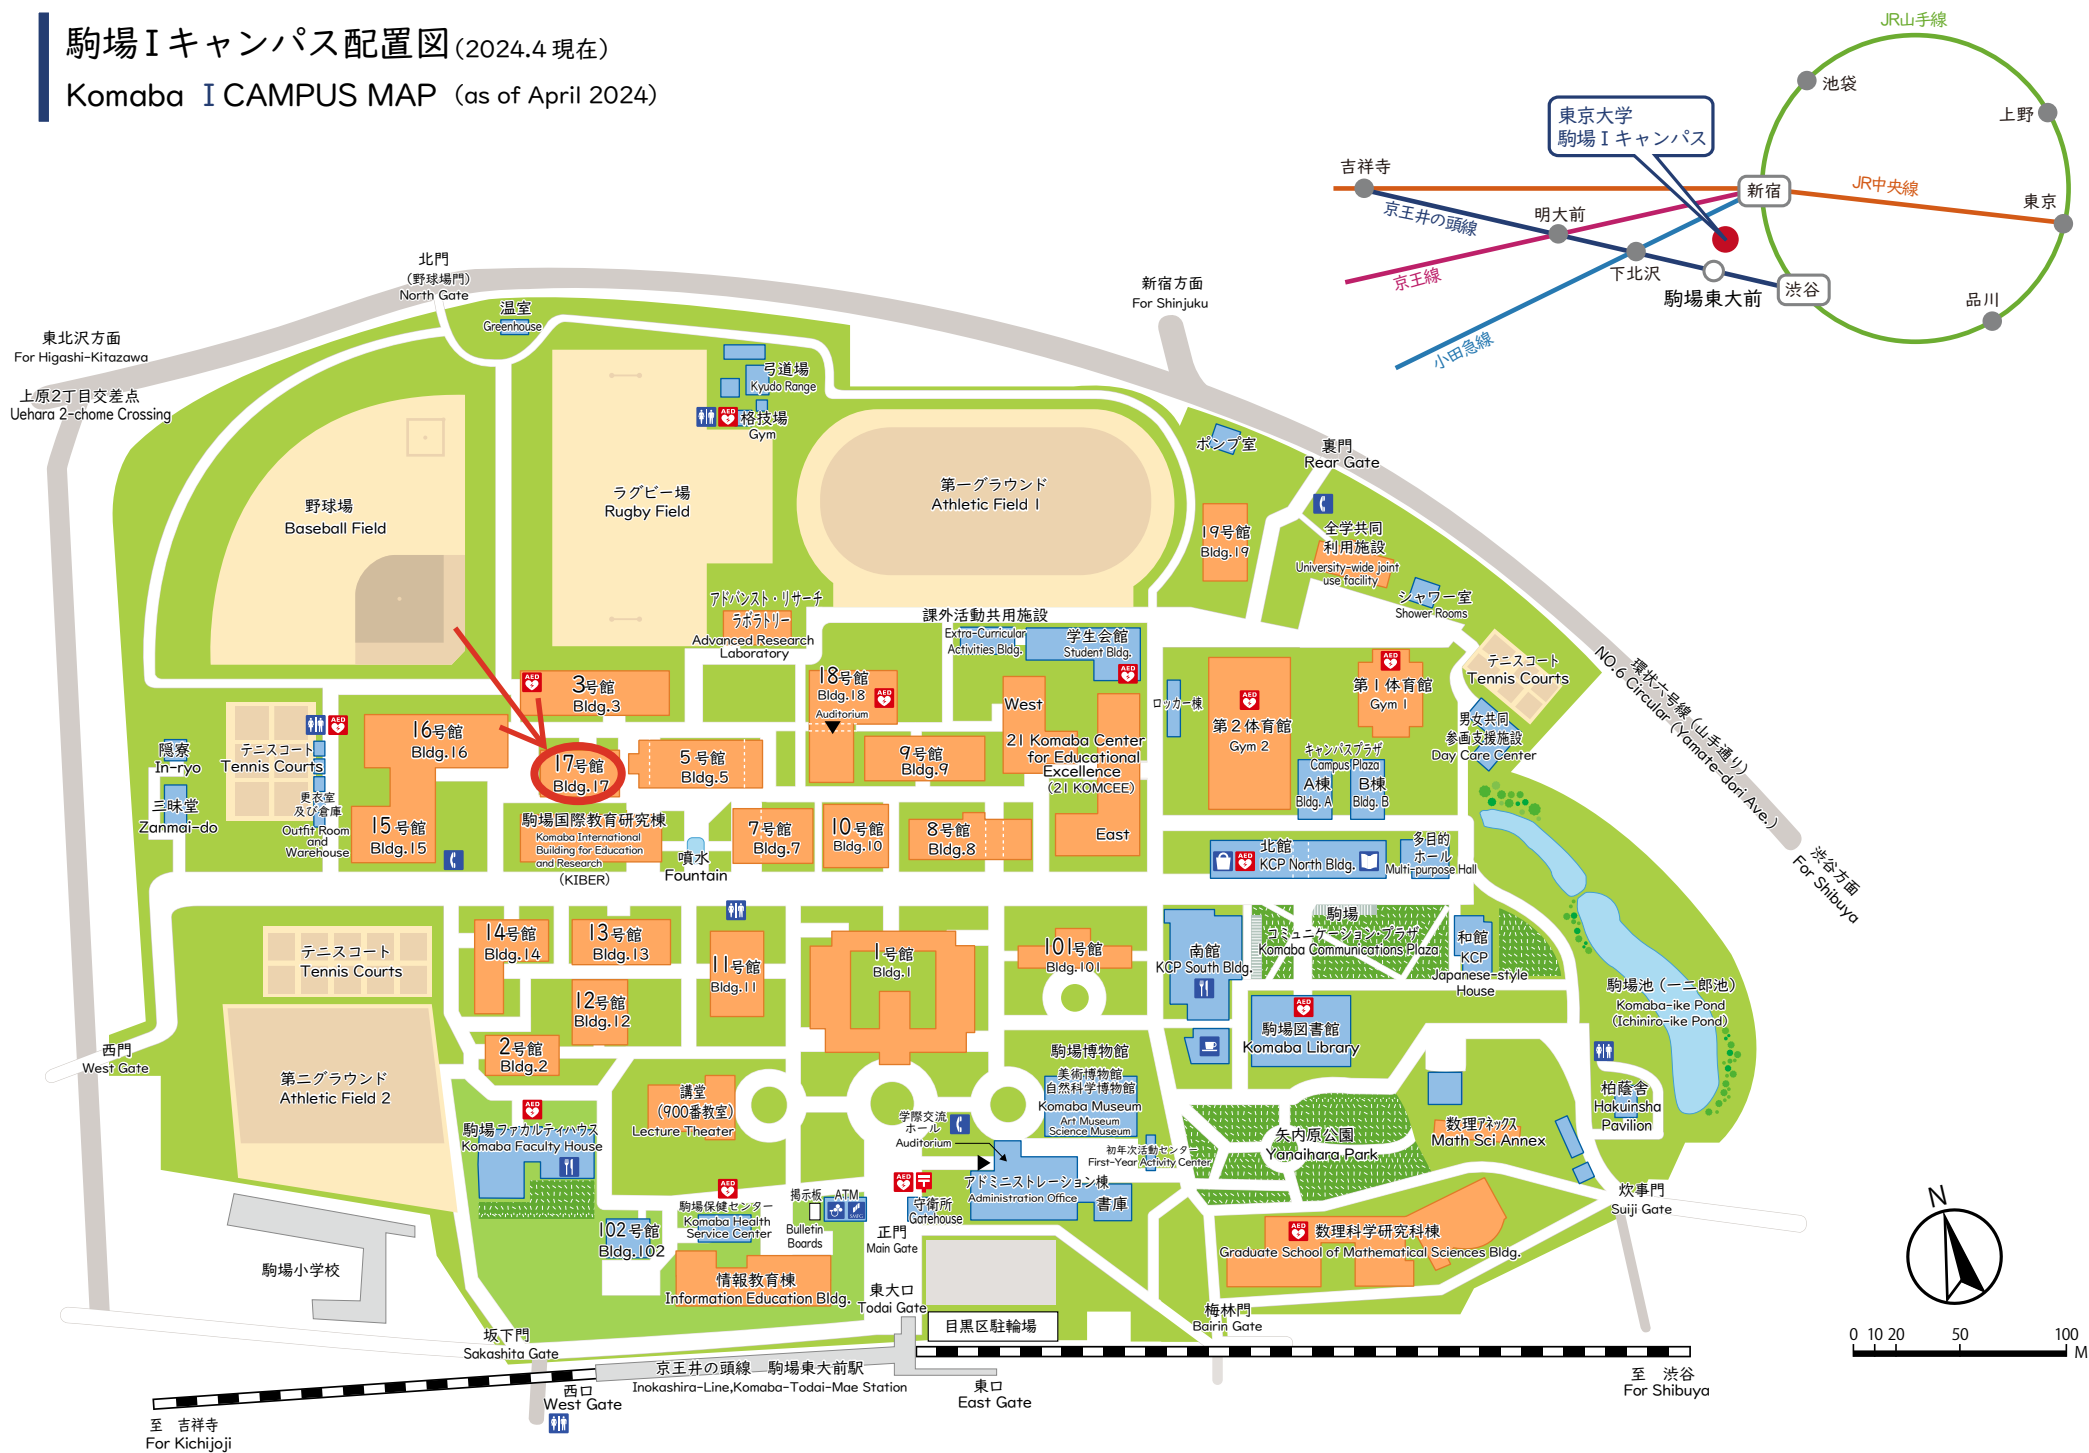 駒場Ⅰキャンパス配置図(2024.4 現在)
Komaba Ⅰ CAMPUS MAP (as of April 2024)
JR山手線
池袋
上野
東京大学
駒場Ⅰキャンパス
吉祥寺
新宿
JR中央線
東京
京王井の頭線
明大前
京王線
下北沢
駒場東大前
渋谷
品川
小田急線
北門
(野球場門)
North Gate
温室
Greenhouse
新宿方面
For Shinjuku
東北沢方面
For Higashi-Kitazawa
上原2丁目交差点
Uehara 2-chome Crossing
弓道場
Kyudo Range
AED
格技場
Gym
ポンプ室
裏門
Rear Gate
野球場
Baseball Field
ラグビー場
Rugby Field
第一グラウンド
Athletic Field 1
19号館
Bldg.19
全学共同
利用施設
University-wide joint
use facility
シャワー室
Shower Rooms
アドバンスト・リサーチ
ラボラトリー
Advanced Research
Laboratory
課外活動共用施設
Extra-Curricular
Activities Bldg.
学生会館
Student Bldg.
AED
テニスコート
Tennis Courts
環状六号線(山手通り)
NO.6 Circular (Yamate-dori Ave.)
渋谷方面
For Shibuya
AED
3号館
Bldg.3
18号館
Bldg.18
AED
Auditorium
West
ロッカー棟
AED
第2体育館
Gym 2
AED
第1体育館
Gym 1
男女共同
参画支援施設
Day Care Center
キャンパスプラザ
Campus Plaza
A棟
Bldg. A
B棟
Bldg. B
AED
16号館
Bldg.16
隠寮
In-ryo
テニスコート
Tennis Courts
17号館
Bldg.17
5号館
Bldg.5
9号館
Bldg.9
21 Komaba Center
for Educational
Excellence
(21 KOMCEE)
East
三昧堂
Zanmai-do
更衣室
及び倉庫
Outfit Room
and
Warehouse
15号館
Bldg.15
駒場国際教育研究棟
Komaba International
Building for Education
and Research
(KIBER)
噴水
Fountain
7号館
Bldg.7
10号館
Bldg.10
8号館
Bldg.8
AED
北館
KCP North Bldg.
多目的
ホール
Multi-purpose Hall
テニスコート
Tennis Courts
14号館
Bldg.14
13号館
Bldg.13
11号館
Bldg.11
12号館
Bldg.12
1号館
Bldg.1
101号館
Bldg.101
南館
KCP South Bldg.
駒場
コミュニケーション・プラザ
Komaba Communications Plaza
和館
KCP
Japanese-style
House
駒場池(一二郎池)
Komaba-ike Pond
(Ichiniro-ike Pond)
AED
駒場図書館
Komaba Library
西門
West Gate
2号館
Bldg.2
第二グラウンド
Athletic Field 2
講堂
(900番教室)
Lecture Theater
駒場博物館
美術博物館
自然科学博物館
Komaba Museum
Art Museum
Science Museum
柏蔭舎
Hakuinsha
Pavilion
数理アネックス
Math Sci Annex
矢内原公園
Yanaihara Park
AED
駒場ファカルティハウス
Komaba Faculty House
学際交流
ホール
Auditorium
初年次活動センター
First-Year Activity Center
アドミニストレーション棟
Administration Office
書庫
AED
守衛所
Gatehouse
AED
駒場保健センター
Komaba Health
Service Center
掲示板
Bulletin
Boards
ATM
SMFG
正門
Main Gate
102号館
Bldg.102
情報教育棟
Information Education Bldg.
AED
数理科学研究科棟
Graduate School of Mathematical Sciences Bldg.
炊事門
Suiji Gate
N
駒場小学校
東大口
Todai Gate
目黒区駐輪場
梅林門
Bairin Gate
坂下門
Sakashita Gate
京王井の頭線 駒場東大前駅
Inokashira-Line,Komaba-Todai-Mae Station
西口
West Gate
東口
East Gate
至 吉祥寺
For Kichijoji
至 渋谷
For Shibuya
0 10 20 50 100
M